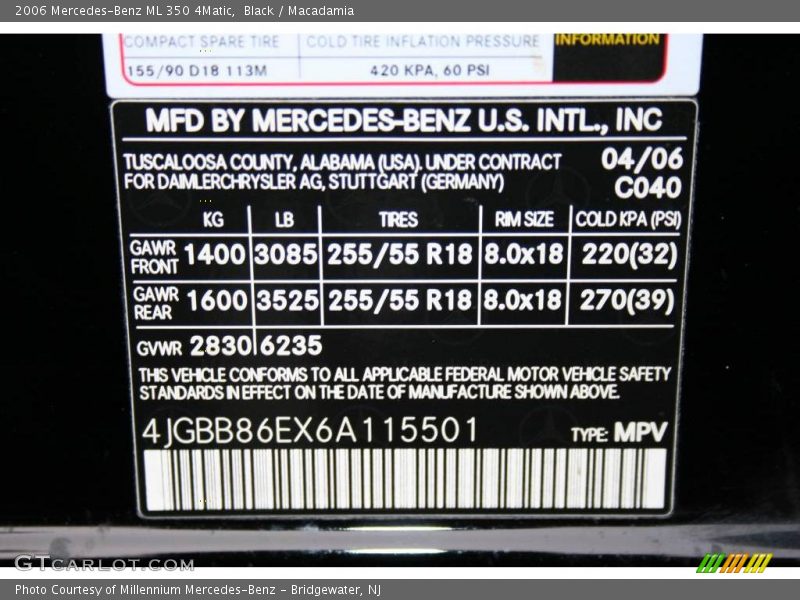 2006 Mercedes-Benz ML 350 4Matic,  Black / Macadamia
COMPACT SPARE TIRE COLD TIRE INFLATION PRESSURE INFORMATION
155/90 D18 113M 420 KPA, 60 PSI
MFD BY MERCEDES-BENZ U.S. INTL., INC
TUSCALOOSA COUNTY, ALABAMA (USA). UNDER CONTRACT 04/06
FOR DAIMLERCHRYSLER AG, STUTTGART (GERMANY) C040
KG LB TIRES RIM SIZE COLD KPA (PSI)
GAWR FRONT 1400 3085 255/55 R18 8.0x18 220(32)
GAWR REAR 1600 3525 255/55 R18 8.0x18 270(39)
GVWR 2830 6235
THIS VEHICLE CONFORMS TO ALL APPLICABLE FEDERAL MOTOR VEHICLE SAFETY
STANDARDS IN EFFECT ON THE DATE OF MANUFACTURE SHOWN ABOVE.
4JGBB86EX6A115501 TYPE: MPV
GTCARLOT.COM
Photo Courtesy of Millennium Mercedes-Benz - Bridgewater, NJ